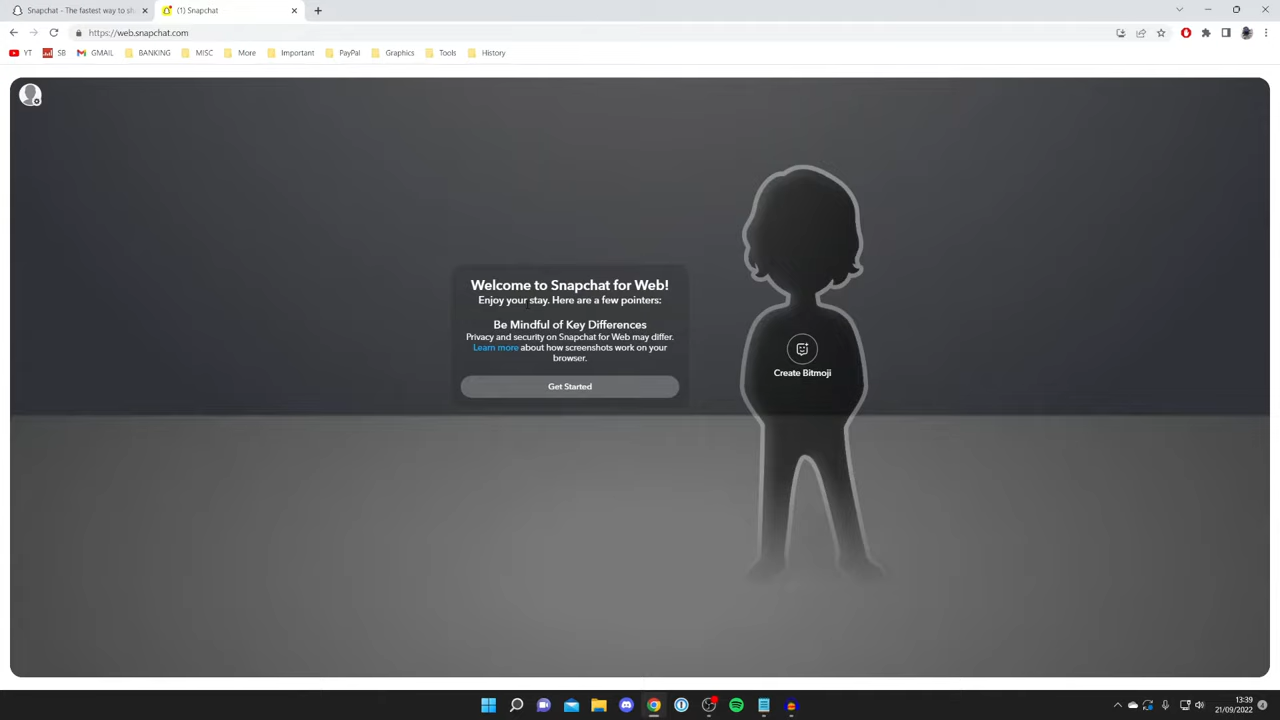 Snapchat - The fastest way to sh
(1) Snapchat
https://web.snapchat.com
YT
SB
GMAIL
BANKING
MISC
More
Important
PayPal
Graphics
Tools
History
Welcome to Snapchat for Web!
Enjoy your stay. Here are a few pointers:
Be Mindful of Key Differences
Privacy and security on Snapchat for Web may differ.
Learn more about how screenshots work on your
browser.
Get Started
Create Bitmoji
13:39
21/09/2022